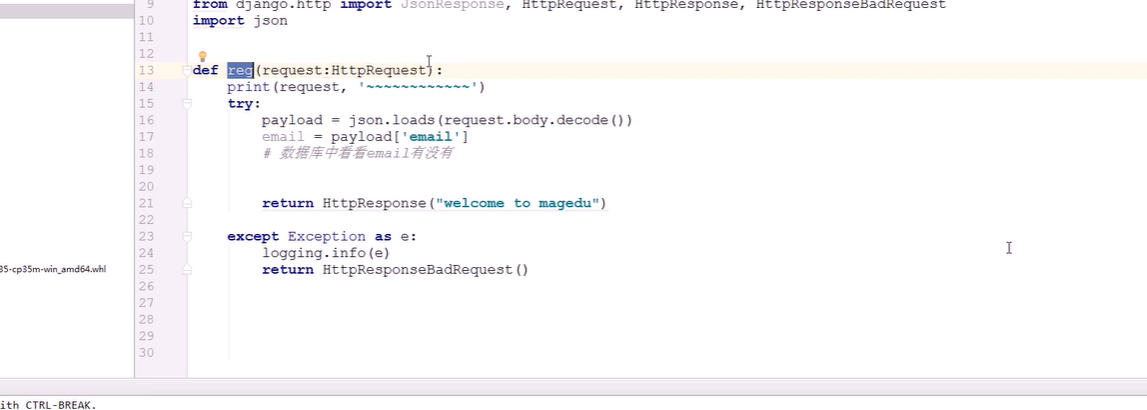 9 from django.http import JsonResponse, HttpRequest, HttpResponse, HttpResponseBadRequest
10 import json
11
12
13 def reg(request:HttpRequest):
14 print(request, '~~~~~~~~~~~~')
15 try:
16 payload = json.loads(request.body.decode())
17 email = payload['email']
18 # 数据库中看看email有没有
19
20
21 return HttpResponse("welcome to magedu")
22
23 except Exception as e:
24 logging.info(e)
35-cp35m-win_amd64.whl
25 return HttpResponseBadRequest()
26
27
28
29
30
ith CTRL-BREAK.